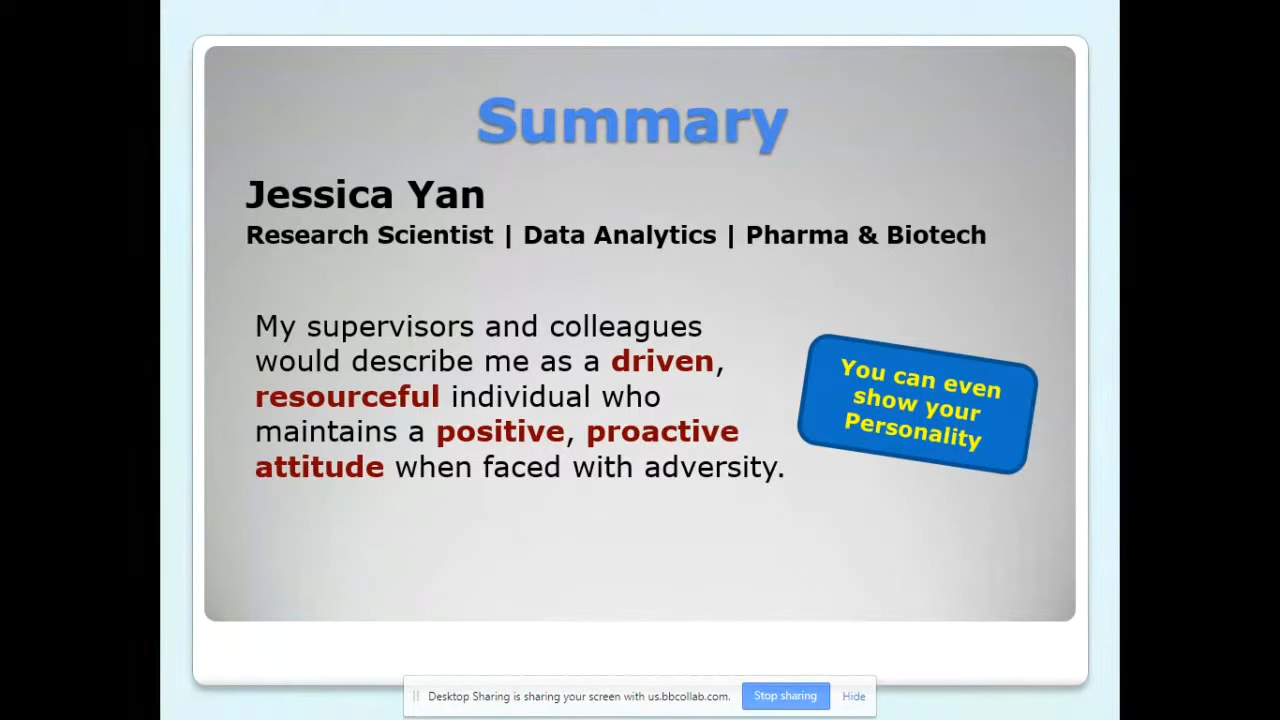 Summary
Jessica Yan
Research Scientist | Data Analytics | Pharma & Biotech
My supervisors and colleagues
would describe me as a driven,
resourceful individual who
maintains a positive, proactive
attitude when faced with adversity.
You can even
show your
Personality
Desktop Sharing is sharing your screen with us.bbcollab.com.
Stop sharing
Hide